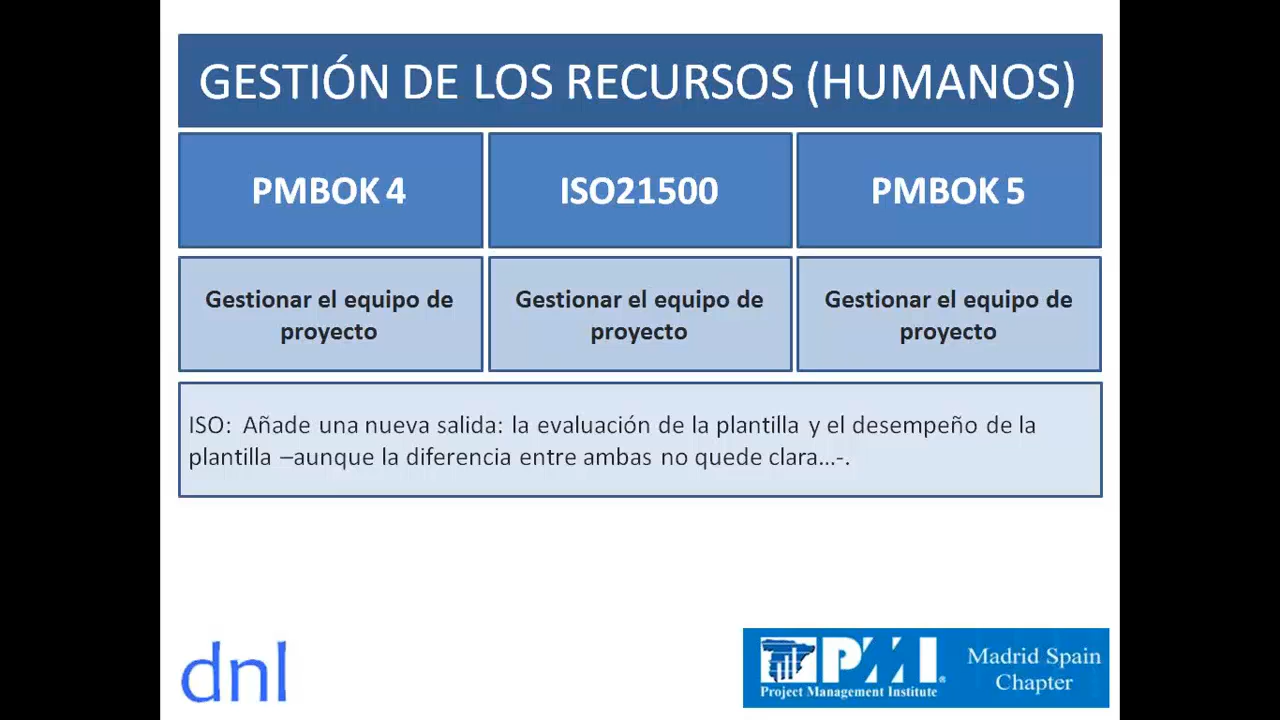 GESTIÓN DE LOS RECURSOS (HUMANOS)
PMBOK 4
ISO21500
PMBOK 5
Gestionar el equipo de
proyecto
Gestionar el equipo de
proyecto
Gestionar el equipo de
proyecto
ISO: Añade una nueva salida: la evaluación de la plantilla y el desempeño de la
plantilla –aunque la diferencia entre ambas no quede clara...-.
dnl
PMI®
Project Management Institute
Madrid Spain
Chapter